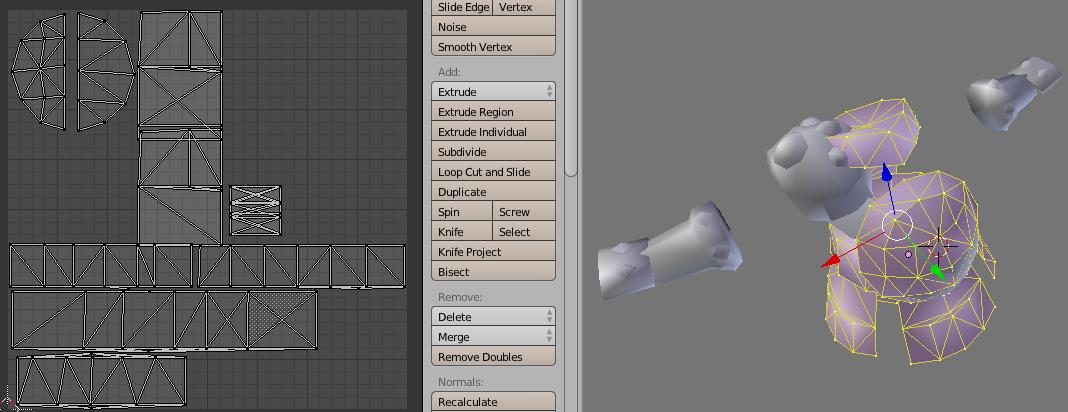 Slide Edge Vertex
Noise
Smooth Vertex
Add:
Extrude
Extrude Region
Extrude Individual
Subdivide
Loop Cut and Slide
Duplicate
Spin Screw
Knife Select
Knife Project
Bisect
Remove:
Delete
Merge
Remove Doubles
Normals:
Recalculate